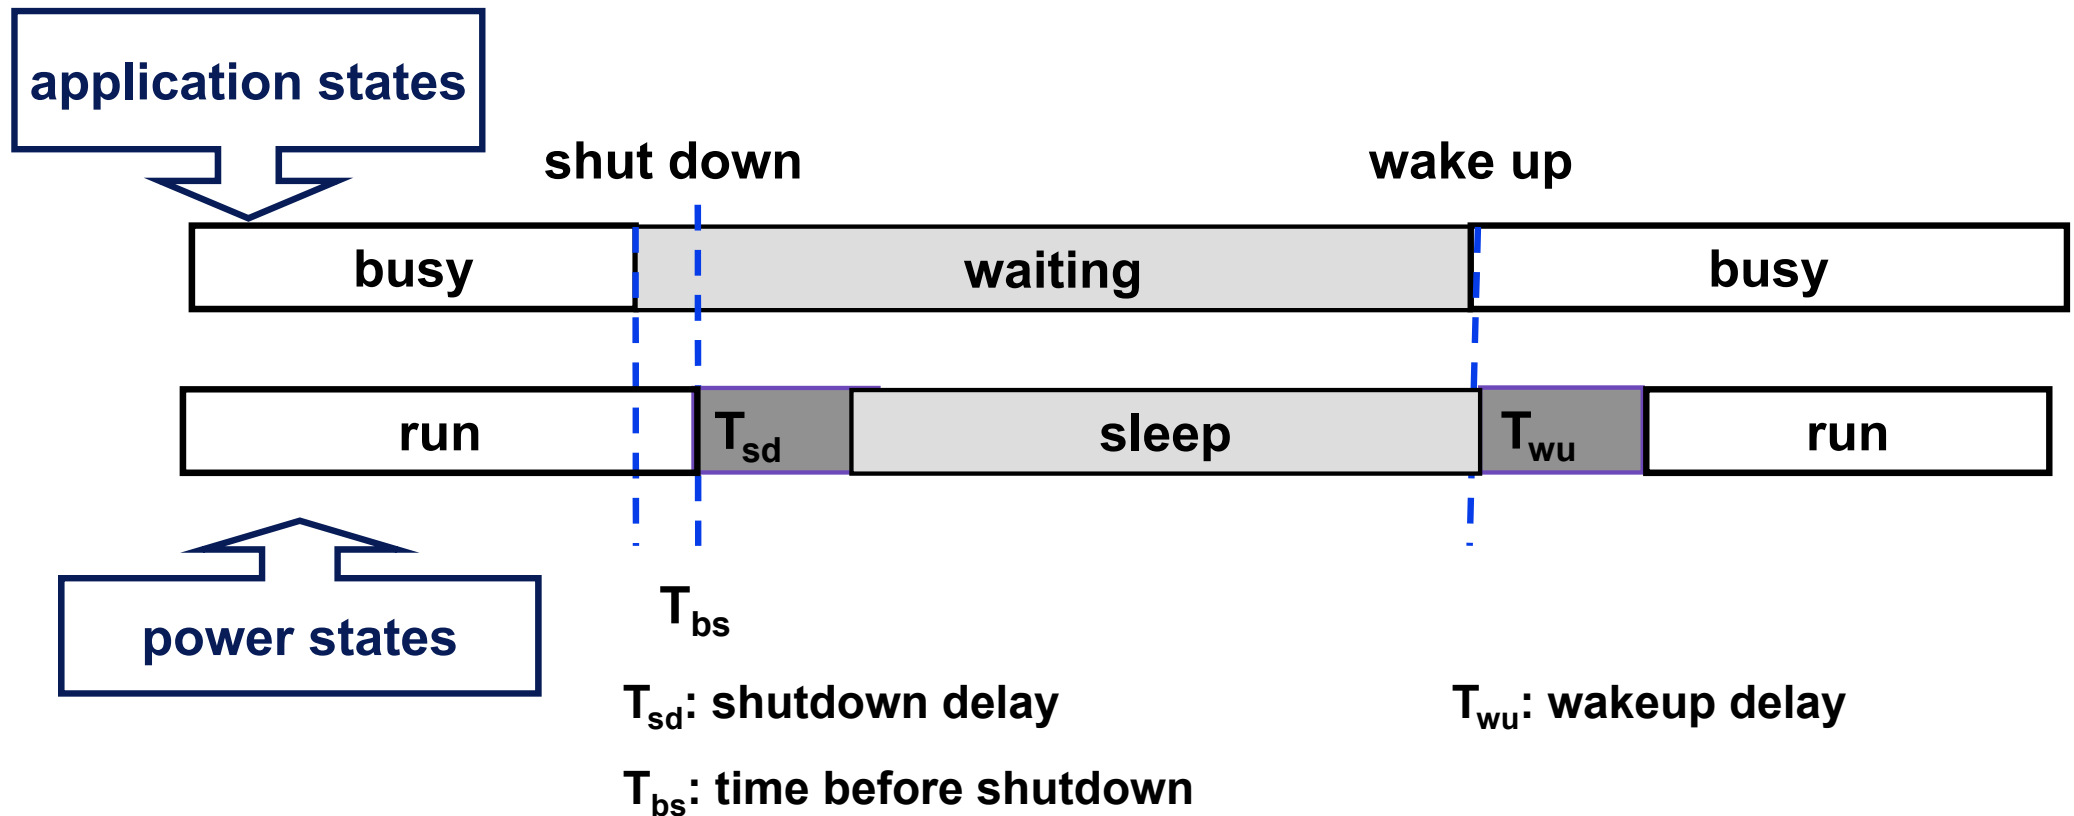 application states
shut down
wake up
busy
waiting
busy
run
Tsd
sleep
Twu
run
Tbs
power states
Tsd: shutdown delay
Twu: wakeup delay
Tbs: time before shutdown